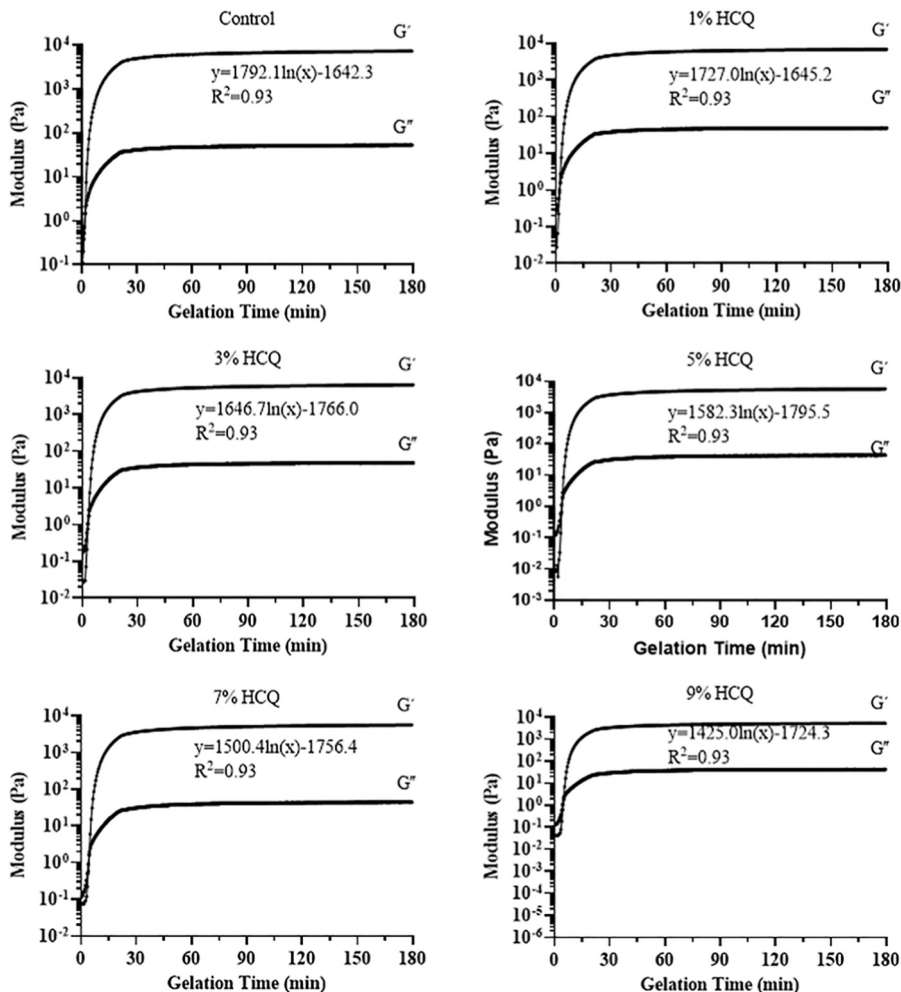 Control
G′
10⁴
10³
10²
10¹
10⁰
10⁻¹
y=1792.1ln(x)-1642.3
R²=0.93
G″
Modulus (Pa)
0 30 60 90 120 150 180
Gelation Time (min)
1% HCQ
G′
10⁴
10³
10²
10¹
10⁰
10⁻¹
10⁻²
y=1727.0ln(x)-1645.2
R²=0.93
G″
Modulus (Pa)
0 30 60 90 120 150 180
Gelation Time (min)
3% HCQ
G′
10⁴
10³
10²
10¹
10⁰
10⁻¹
10⁻²
y=1646.7ln(x)-1766.0
R²=0.93
G″
Modulus (Pa)
0 30 60 90 120 150 180
Gelation Time (min)
5% HCQ
G′
10⁴
10³
10²
10¹
10⁰
10⁻¹
10⁻²
10⁻³
y=1582.3ln(x)-1795.5
R²=0.93
G″
Modulus (Pa)
0 30 60 90 120 150 180
Gelation Time (min)
7% HCQ
G′
10⁴
10³
10²
10¹
10⁰
10⁻¹
10⁻²
y=1500.4ln(x)-1756.4
R²=0.93
G″
Modulus (Pa)
0 30 60 90 120 150 180
Gelation Time (min)
9% HCQ
G′
10⁴
10³
10²
10¹
10⁰
10⁻¹
10⁻²
10⁻³
10⁻⁴
10⁻⁵
10⁻⁶
y=1425.0ln(x)-1724.3
R²=0.93
G″
Modulus (Pa)
0 30 60 90 120 150 180
Gelation Time (min)